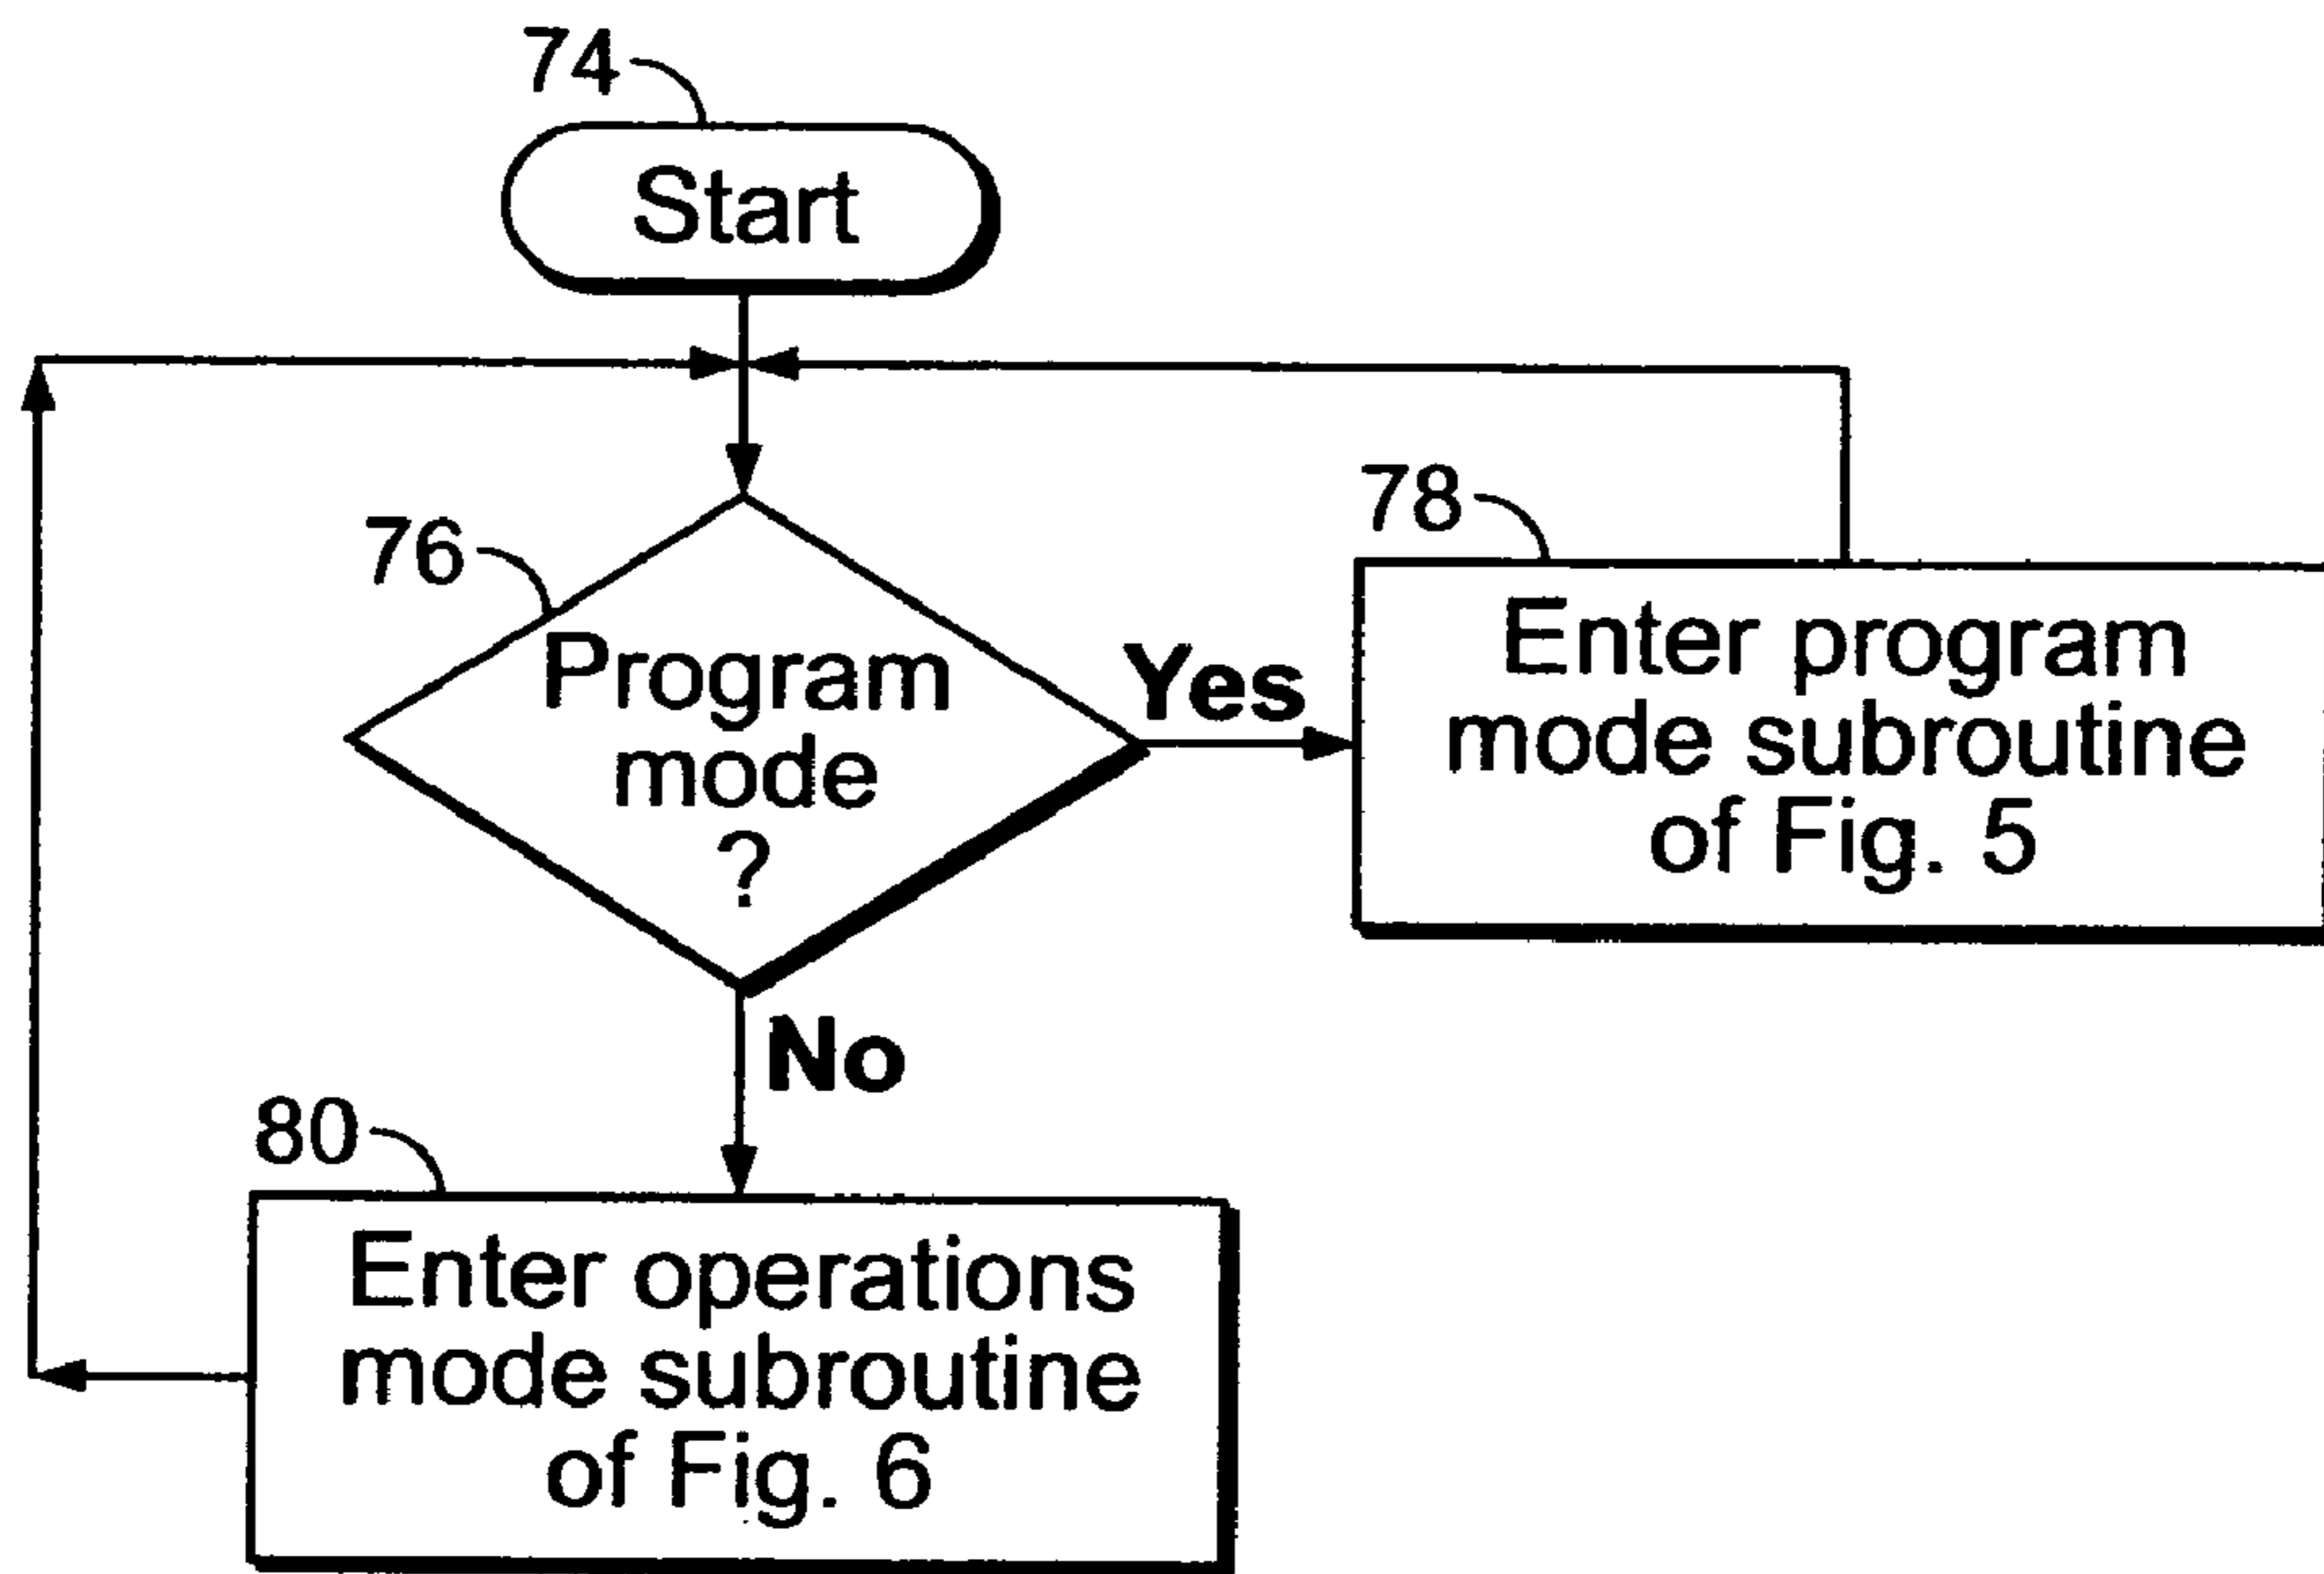 74
Start
76
Program
mode
?
Yes
78
Enter program
mode subroutine
of Fig. 5
No
80
Enter operations
mode subroutine
of Fig. 6